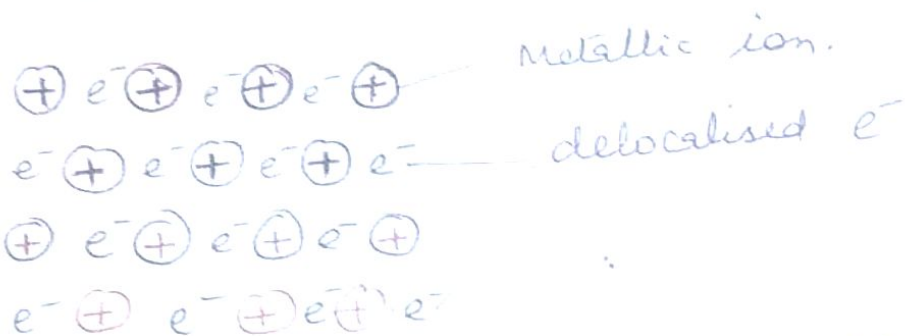 ⊕ e⁻ ⊕ e⁻ ⊕ e⁻ ⊕ Metallic ion.
e⁻ ⊕ e⁻ ⊕ e⁻ ⊕ e⁻ delocalised e⁻
⊕ e⁻ ⊕ e⁻ ⊕ e⁻ ⊕
e⁻ ⊕ e⁻ ⊕ e⁻ ⊕ e⁻